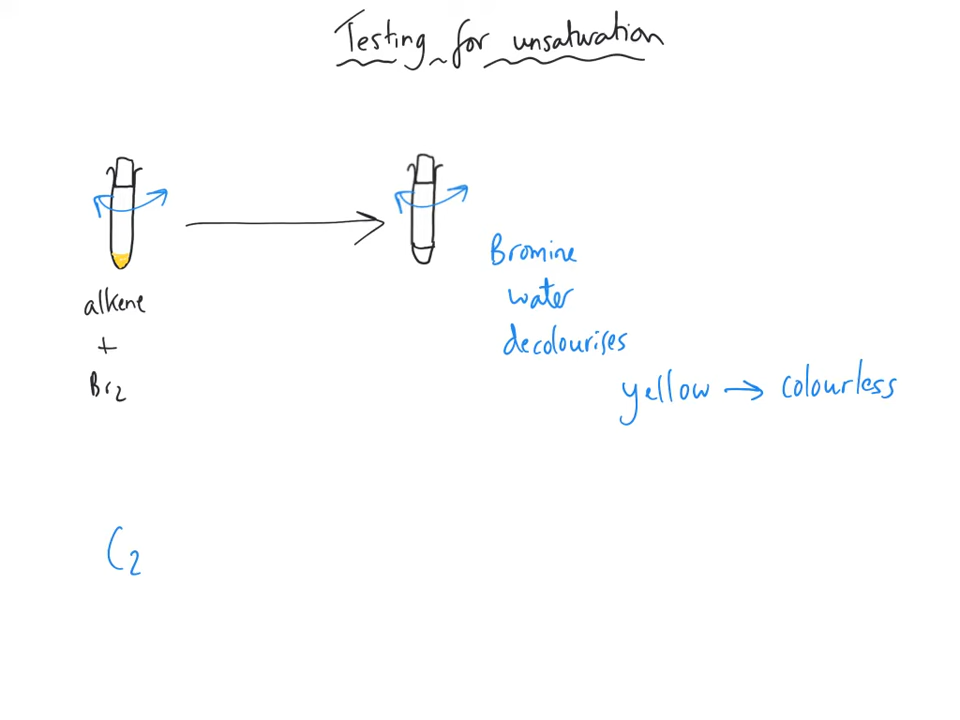 Testing for unsaturation
alkene
+
Br2
Bromine
water
decolourises
yellow → colourless
C2